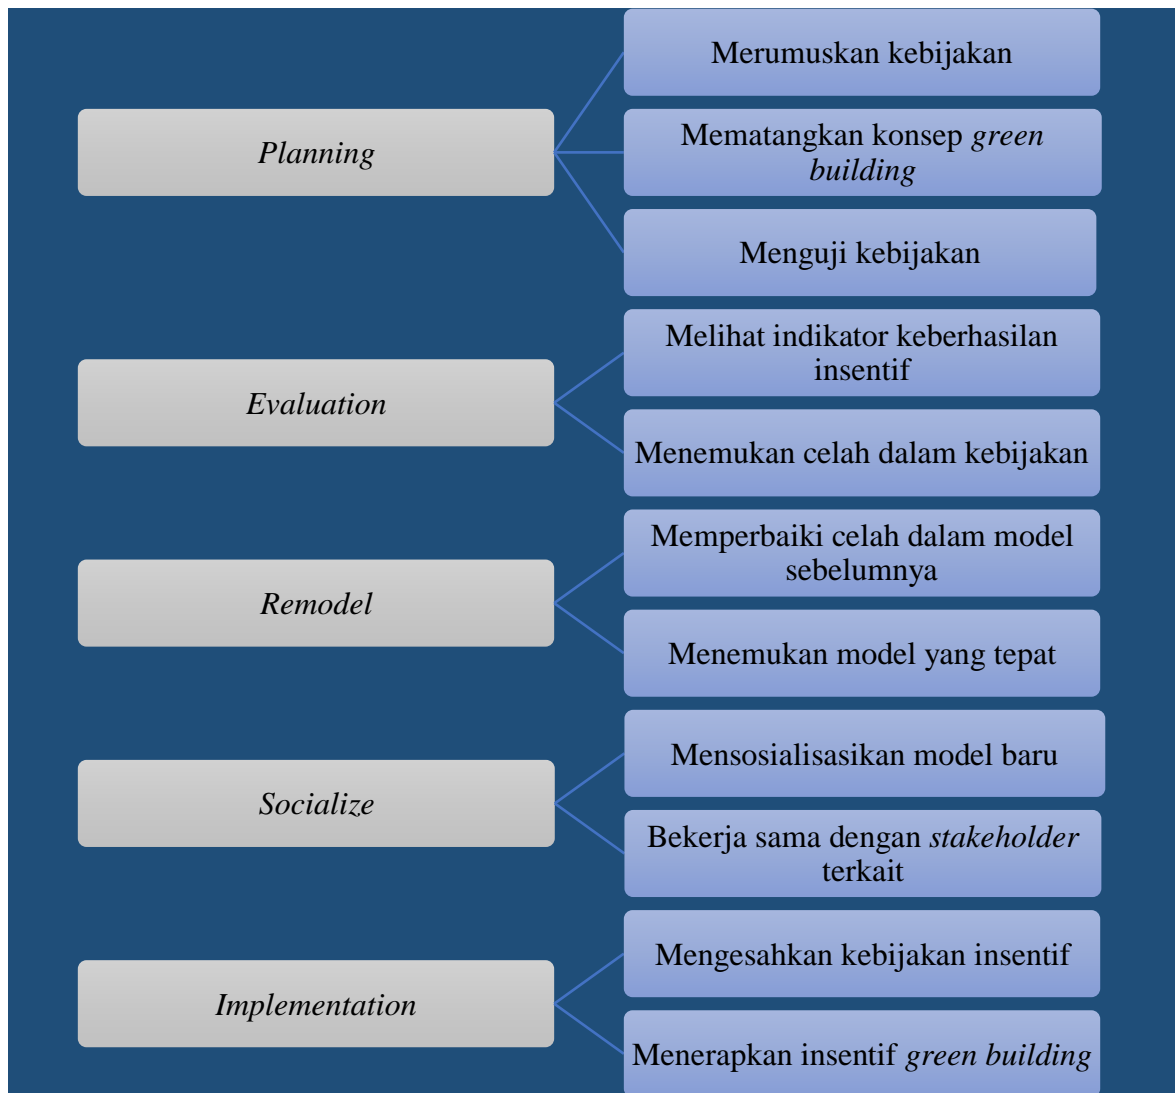 Planning
Merumuskan kebijakan
Mematangkan konsep green
building
Menguji kebijakan
Evaluation
Melihat indikator keberhasilan
insentif
Menemukan celah dalam kebijakan
Remodel
Memperbaiki celah dalam model
sebelumnya
Menemukan model yang tepat
Socialize
Mensosialisasikan model baru
Bekerja sama dengan stakeholder
terkait
Implementation
Mengesahkan kebijakan insentif
Menerapkan insentif green building